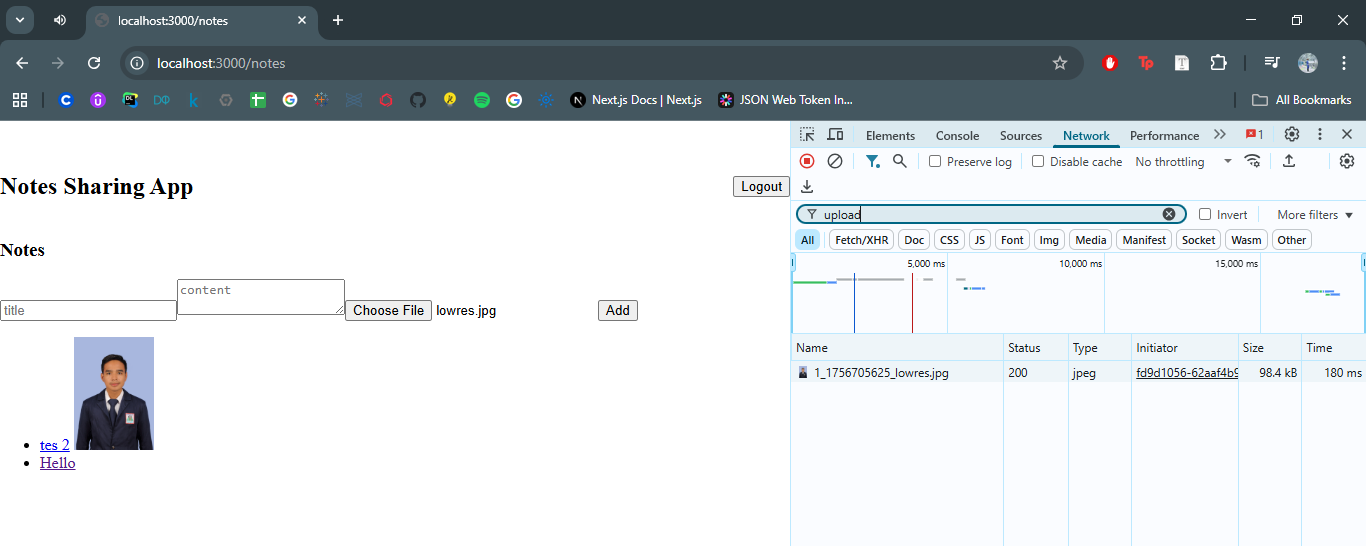 localhost:3000/notes
localhost:3000/notes
Next.js Docs | Next.js
JSON Web Token In...
All Bookmarks
Notes Sharing App
Logout
Notes
title
content
Choose File lowres.jpg
Add
tes 2
Hello
Elements Console Sources Network Performance 1
Preserve log Disable cache No throttling
upload
Invert More filters
All Fetch/XHR Doc CSS JS Font Img Media Manifest Socket Wasm Other
5,000 ms 10,000 ms 15,000 ms
Name Status Type Initiator Size Time
1_1756705625_lowres.jpg 200 jpeg fd9d1056-62aaf4b9 98.4 kB 180 ms